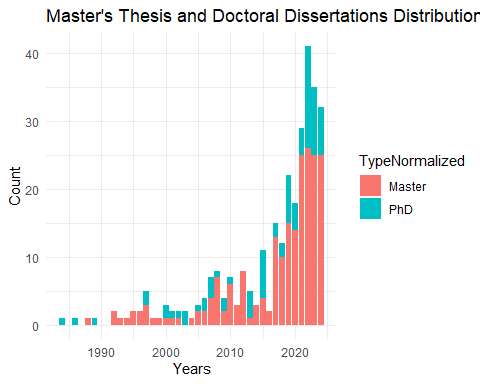 Master's Thesis and Doctoral Dissertations Distribution
40
30
20
10
0
Count
1990
2000
2010
2020
Years
TypeNormalized
Master
PhD